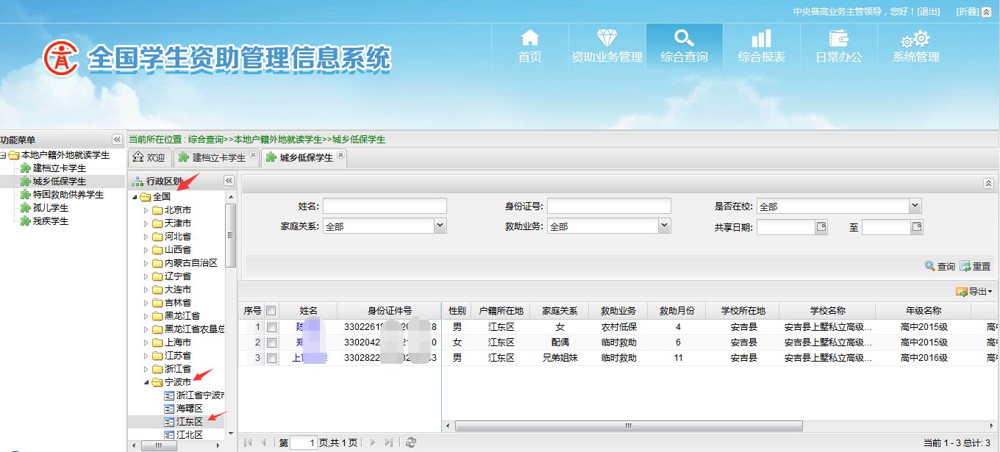 中央普高业务主管领导，您好！[退出] [折叠]
全国学生资助管理信息系统
首页 资助业务管理 综合查询 综合报表 日常办公 系统管理
功能菜单
本地户籍外地就读学生
建档立卡学生
城乡低保学生
特困救助供养学生
孤儿学生
残疾学生
当前所在位置：综合查询>>本地户籍外地就读学生>>城乡低保学生
欢迎 建档立卡学生 城乡低保学生
行政区划
全国
北京市
天津市
河北省
山西省
内蒙古自治区
辽宁省
大连市
吉林省
黑龙江省
黑龙江省农垦总
上海市
江苏省
浙江省
宁波市
浙江省宁波市
海曙区
江东区
江北区
姓名: 身份证号: 是否在校: 全部
家庭关系: 全部 救助业务: 全部 共享日期: 至
查询 重置
导出
序号 姓名 身份证件号 性别 户籍所在地 家庭关系 救助业务 救助月份 学校所在地 学校名称 年级名称
1 陈 3302261 20 8 男 江东区 女 农村低保 4 安吉县 安吉县上墅私立高级... 高中2015级 高中
2 郑 3302042 2 0 女 江东区 配偶 临时救助 6 安吉县 安吉县上墅私立高级... 高中2015级 高中
3 上官 3302822 32 3 男 江东区 兄弟姐妹 临时救助 11 安吉县 安吉县上墅私立高级... 高中2016级 高中
第 1 页,共 1 页
当前 1 - 3 总计: 3